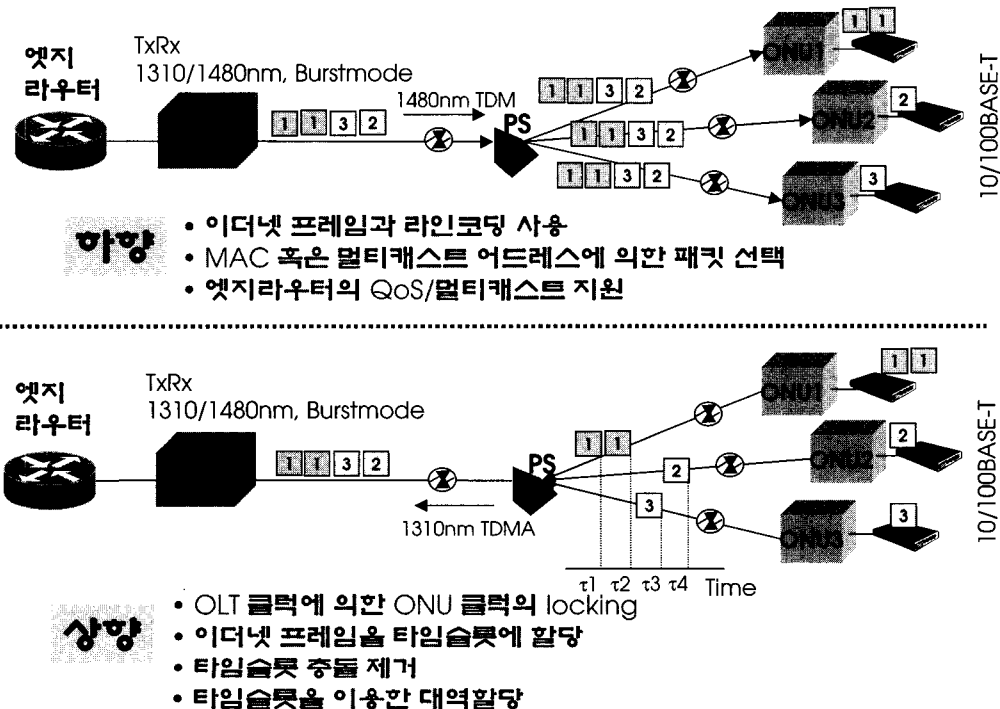 엣지
라우터
TxRx
1310/1480nm, Burstmode
1 1 3 2
1480nm TDM
PS
1 1 3 2
1 1 3 2
1 1 3 2
ONU1
1 1
ONU2
2
ONU3
3
10/100BASE-T
하향
• 이더넷 프레임과 라인코딩 사용
• MAC 혹은 멀티캐스트 어드레스에 의한 패킷 선택
• 엣지라우터의 QoS/멀티캐스트 지원
엣지
라우터
TxRx
1310/1480nm, Burstmode
1 1 3 2
1310nm TDMA
PS
1 1
2
3
ONU1
1 1
ONU2
2
ONU3
3
10/100BASE-T
τ1 τ2 τ3 τ4 Time
상향
• OLT 클럭에 의한 ONU 클럭의 locking
• 이더넷 프레임을 타임슬롯에 할당
• 타임슬롯 충돌 제거
• 타임슬롯을 이용한 대역할당